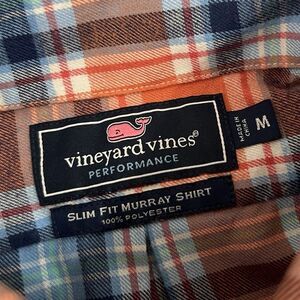 vineyard vines®
PERFORMANCE
MADE IN
CHINA
M
SLIM FIT MURRAY SHIRT
100% POLYESTER